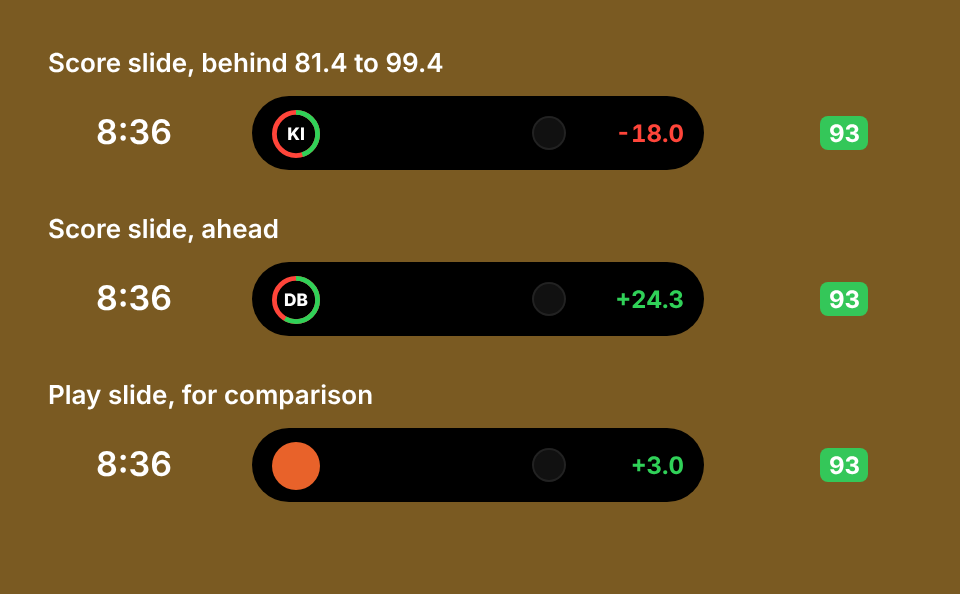 Score slide, behind 81.4 to 99.4
8:36 KI -18.0 93
Score slide, ahead
8:36 DB +24.3 93
Play slide, for comparison
8:36 +3.0 93